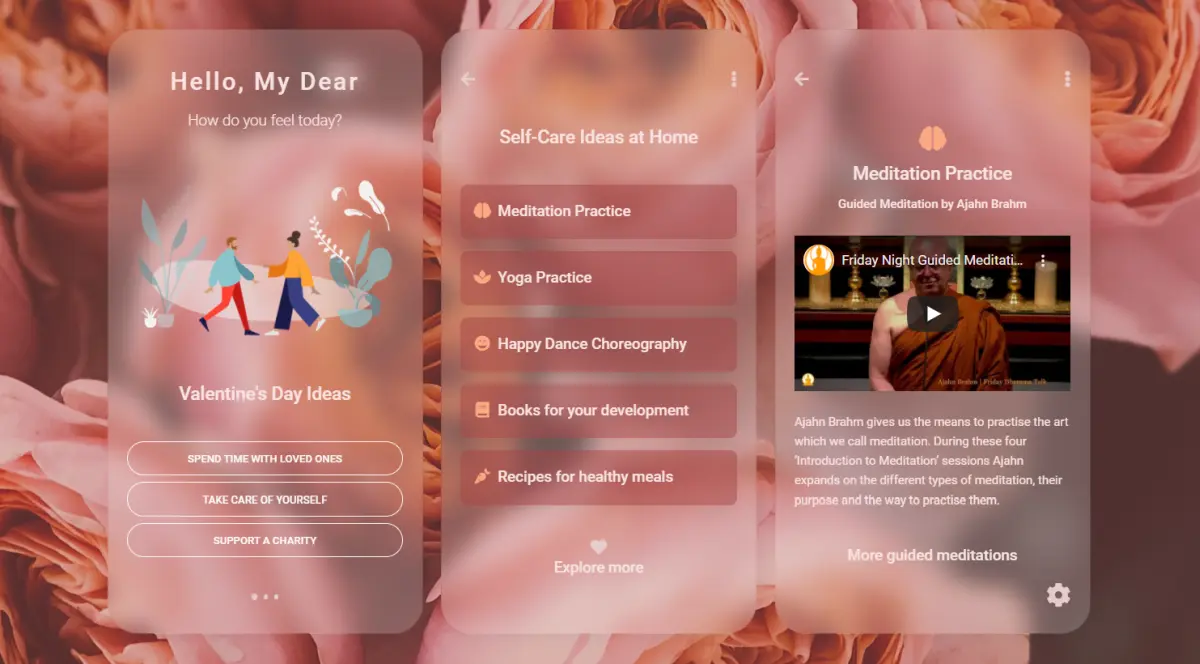 Hello, My Dear
How do you feel today?
Valentine's Day Ideas
SPEND TIME WITH LOVED ONES
TAKE CARE OF YOURSELF
SUPPORT A CHARITY
Self-Care Ideas at Home
Meditation Practice
Yoga Practice
Happy Dance Choreography
Books for your development
Recipes for healthy meals
Explore more
Meditation Practice
Guided Meditation by Ajahn Brahm
Friday Night Guided Meditati...
Ajahn Brahm | Friday Dhamma Talk
Ajahn Brahm gives us the means to practise the art
which we call meditation. During these four
'Introduction to Meditation' sessions Ajahn
expands on the different types of meditation, their
purpose and the way to practise them.
More guided meditations